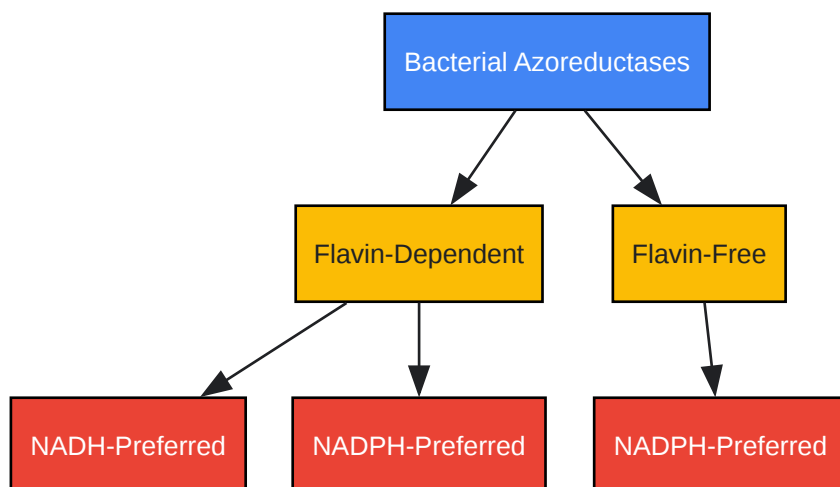 Bacterial Azoreductases
Flavin-Dependent
Flavin-Free
NADH-Preferred
NADPH-Preferred
NADPH-Preferred